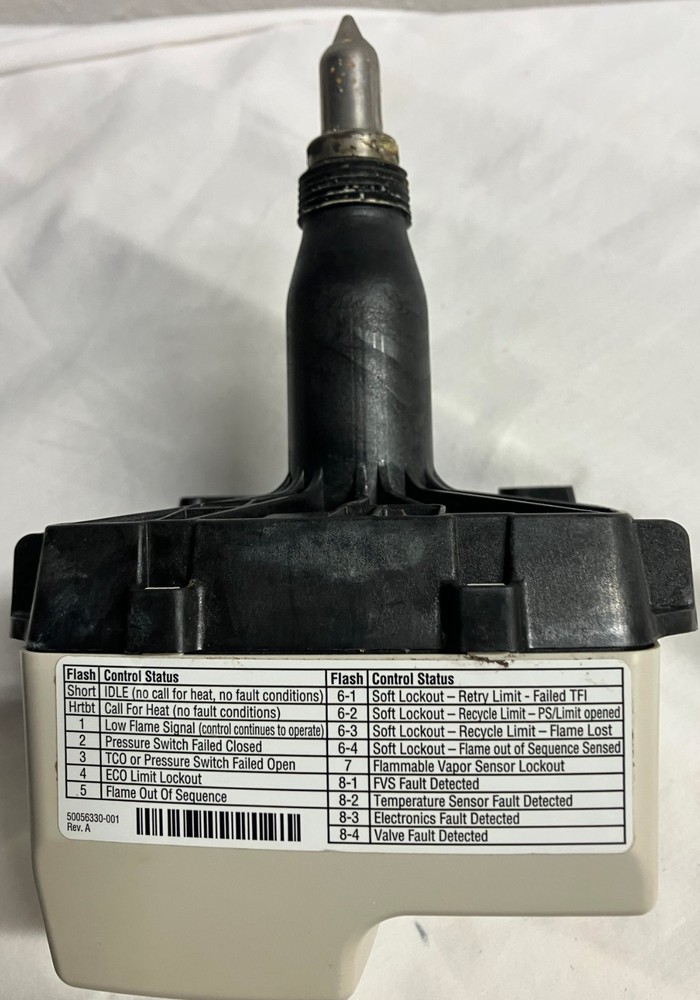 Flash Control Status
Short IDLE (no call for heat, no fault conditions)
Hrtbt Call For Heat (no fault conditions)
1 Low Flame Signal (control continues to operate)
2 Pressure Switch Failed Closed
3 TCO or Pressure Switch Failed Open
4 ECO Limit Lockout
5 Flame Out Of Sequence
50056330-001
Rev. A
Flash Control Status
6-1 Soft Lockout – Retry Limit - Failed TFI
6-2 Soft Lockout – Recycle Limit – PS/Limit opened
6-3 Soft Lockout – Recycle Limit – Flame Lost
6-4 Soft Lockout – Flame out of Sequence Sensed
7 Flammable Vapor Sensor Lockout
8-1 FVS Fault Detected
8-2 Temperature Sensor Fault Detected
8-3 Electronics Fault Detected
8-4 Valve Fault Detected